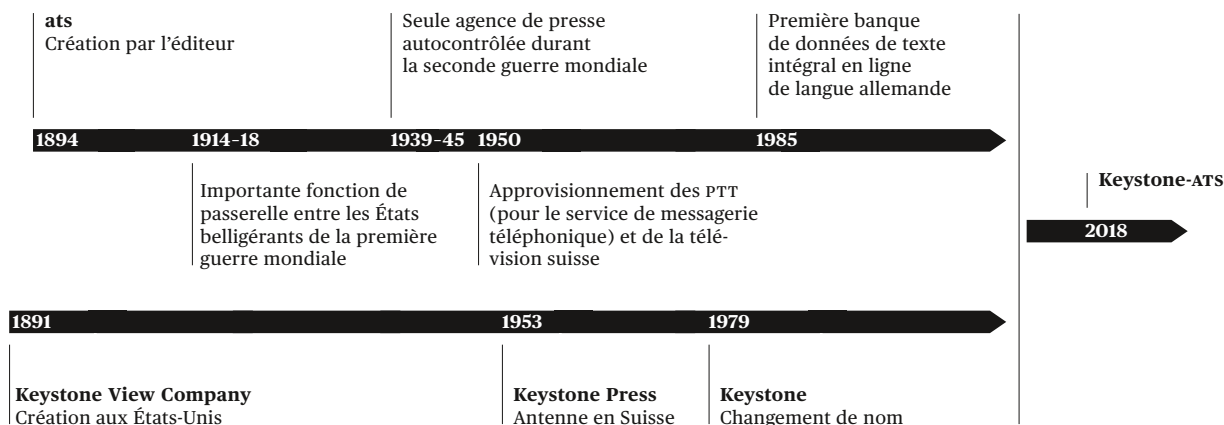 ats
Création par l'éditeur
Seule agence de presse
autocontrôlée durant
la seconde guerre mondiale
Première banque
de données de texte
intégral en ligne
de langue allemande
1894
1914–18
1939–45
1950
1985
Importante fonction de
passerelle entre les États
belligérants de la première
guerre mondiale
Approvisionnement des PTT
(pour le service de messagerie
téléphonique) et de la télé-
vision suisse
Keystone-ATS
2018
1891
1953
1979
Keystone View Company
Création aux États-Unis
Keystone Press
Antenne en Suisse
Keystone
Changement de nom